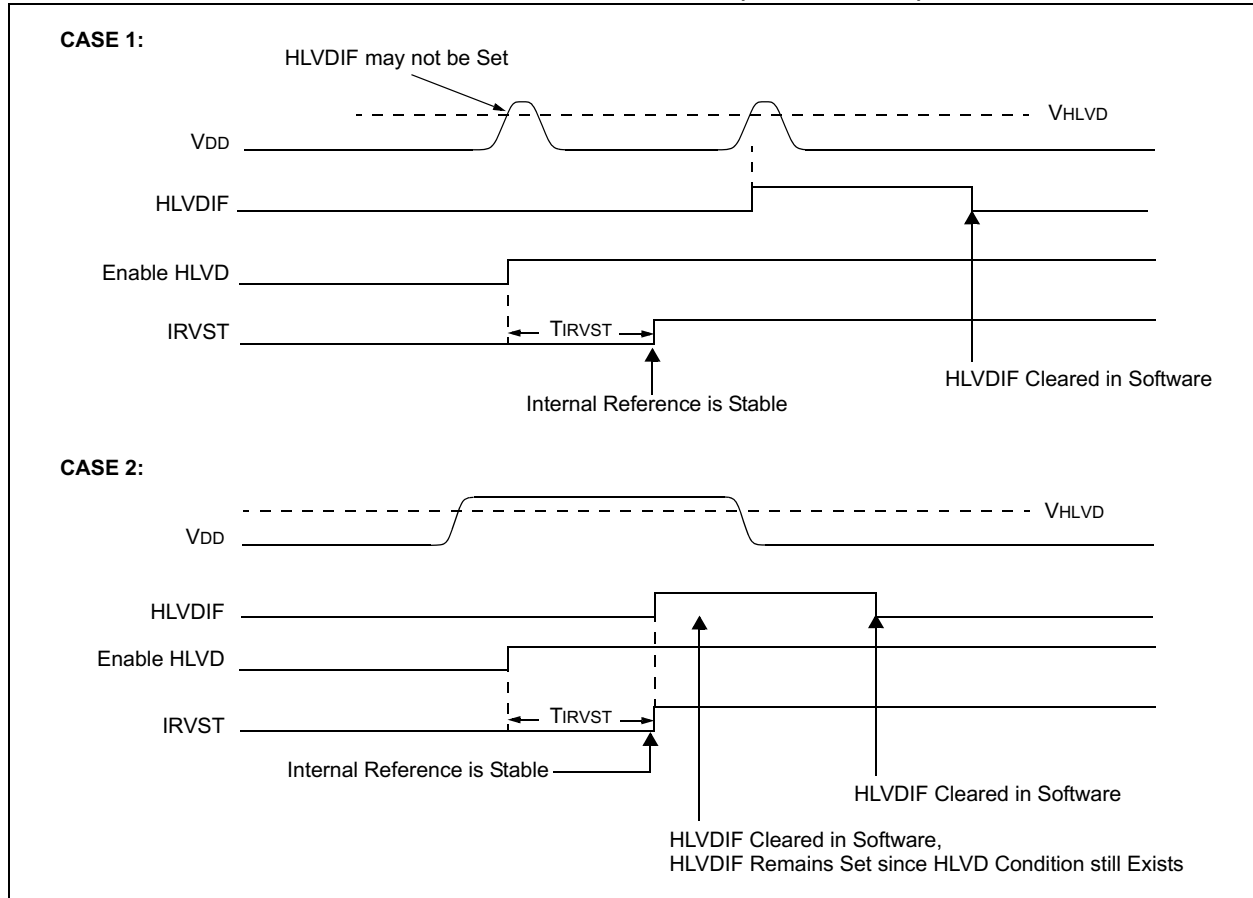 CASE 1:
HLVDIF may not be Set
VHLVD
VDD
HLVDIF
Enable HLVD
IRVST
TIRVST
HLVDIF Cleared in Software
Internal Reference is Stable
CASE 2:
VHLVD
VDD
HLVDIF
Enable HLVD
TIRVST
IRVST
Internal Reference is Stable
HLVDIF Cleared in Software
HLVDIF Cleared in Software,
HLVDIF Remains Set since HLVD Condition still Exists